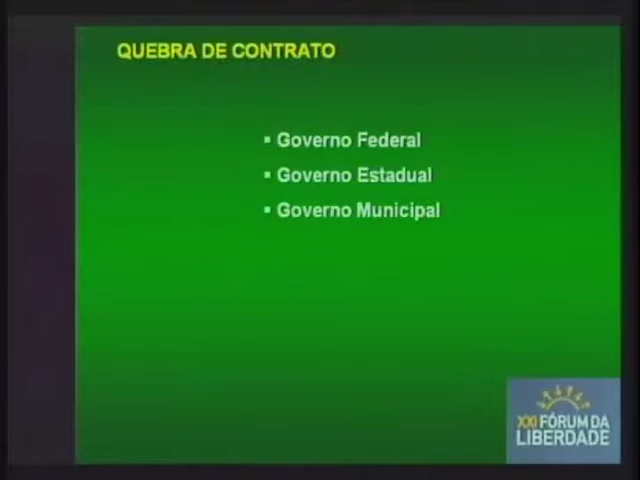 QUEBRA DE CONTRATO
▪ Governo Federal
▪ Governo Estadual
▪ Governo Municipal
XXI FÓRUM DA
LIBERDADE